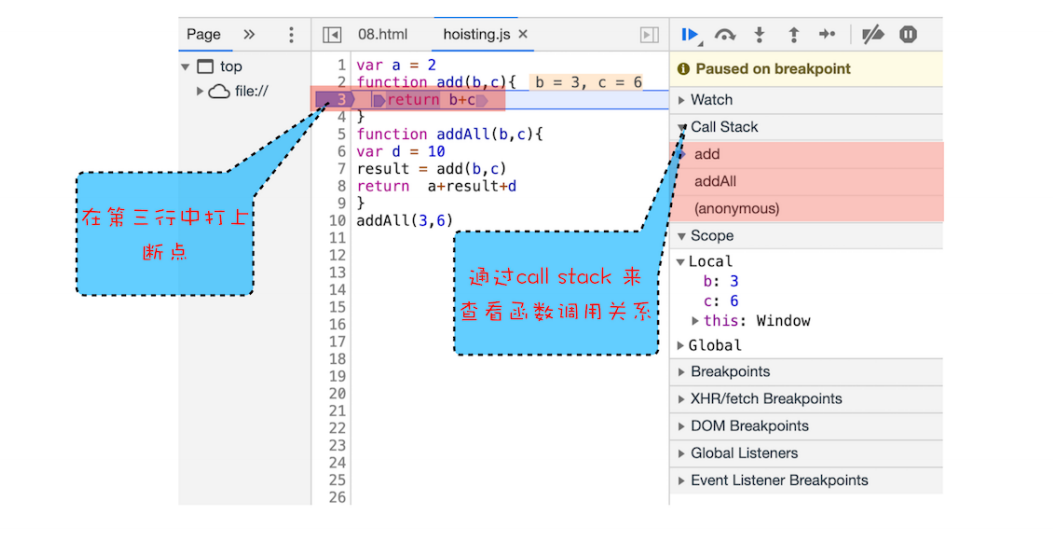 Page
08.html
hoisting.js ×
top
file://
1 var a = 2
2 function add(b,c){ b = 3, c = 6
3 return b+c
4 }
5 function addAll(b,c){
6 var d = 10
7 result = add(b,c)
8 return a+result+d
9 }
10 addAll(3,6)
11
12
13
14
15
16
17
18
19
20
21
22
23
24
25
26
在第三行中打上
断点
通过call stack 来
查看函数调用关系
Paused on breakpoint
Watch
Call Stack
add
addAll
(anonymous)
Scope
Local
b: 3
c: 6
this: Window
Global
Breakpoints
XHR/fetch Breakpoints
DOM Breakpoints
Global Listeners
Event Listener Breakpoints